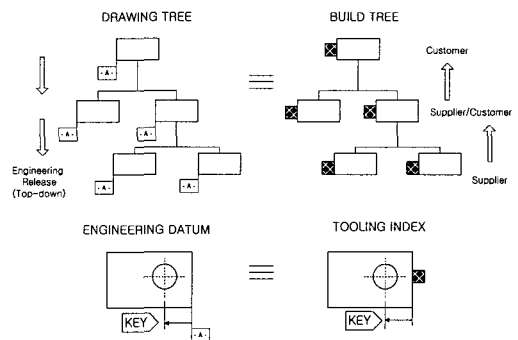 DRAWING TREE
BUILD TREE
-A-
Customer
-A-
-A-
Supplier/Customer
Engineering
Release
(Top-down)
-A-
-A-
Supplier
ENGINEERING DATUM
TOOLING INDEX
KEY
-A-
KEY